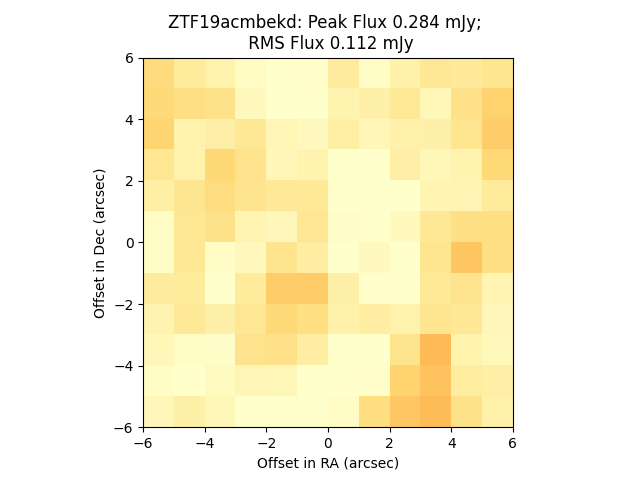 ZTF19acmbekd: Peak Flux 0.284 mJy;
RMS Flux 0.112 mJy
6
4
2
0
−2
−4
−6
Offset in Dec (arcsec)
−6 −4 −2 0 2 4 6
Offset in RA (arcsec)